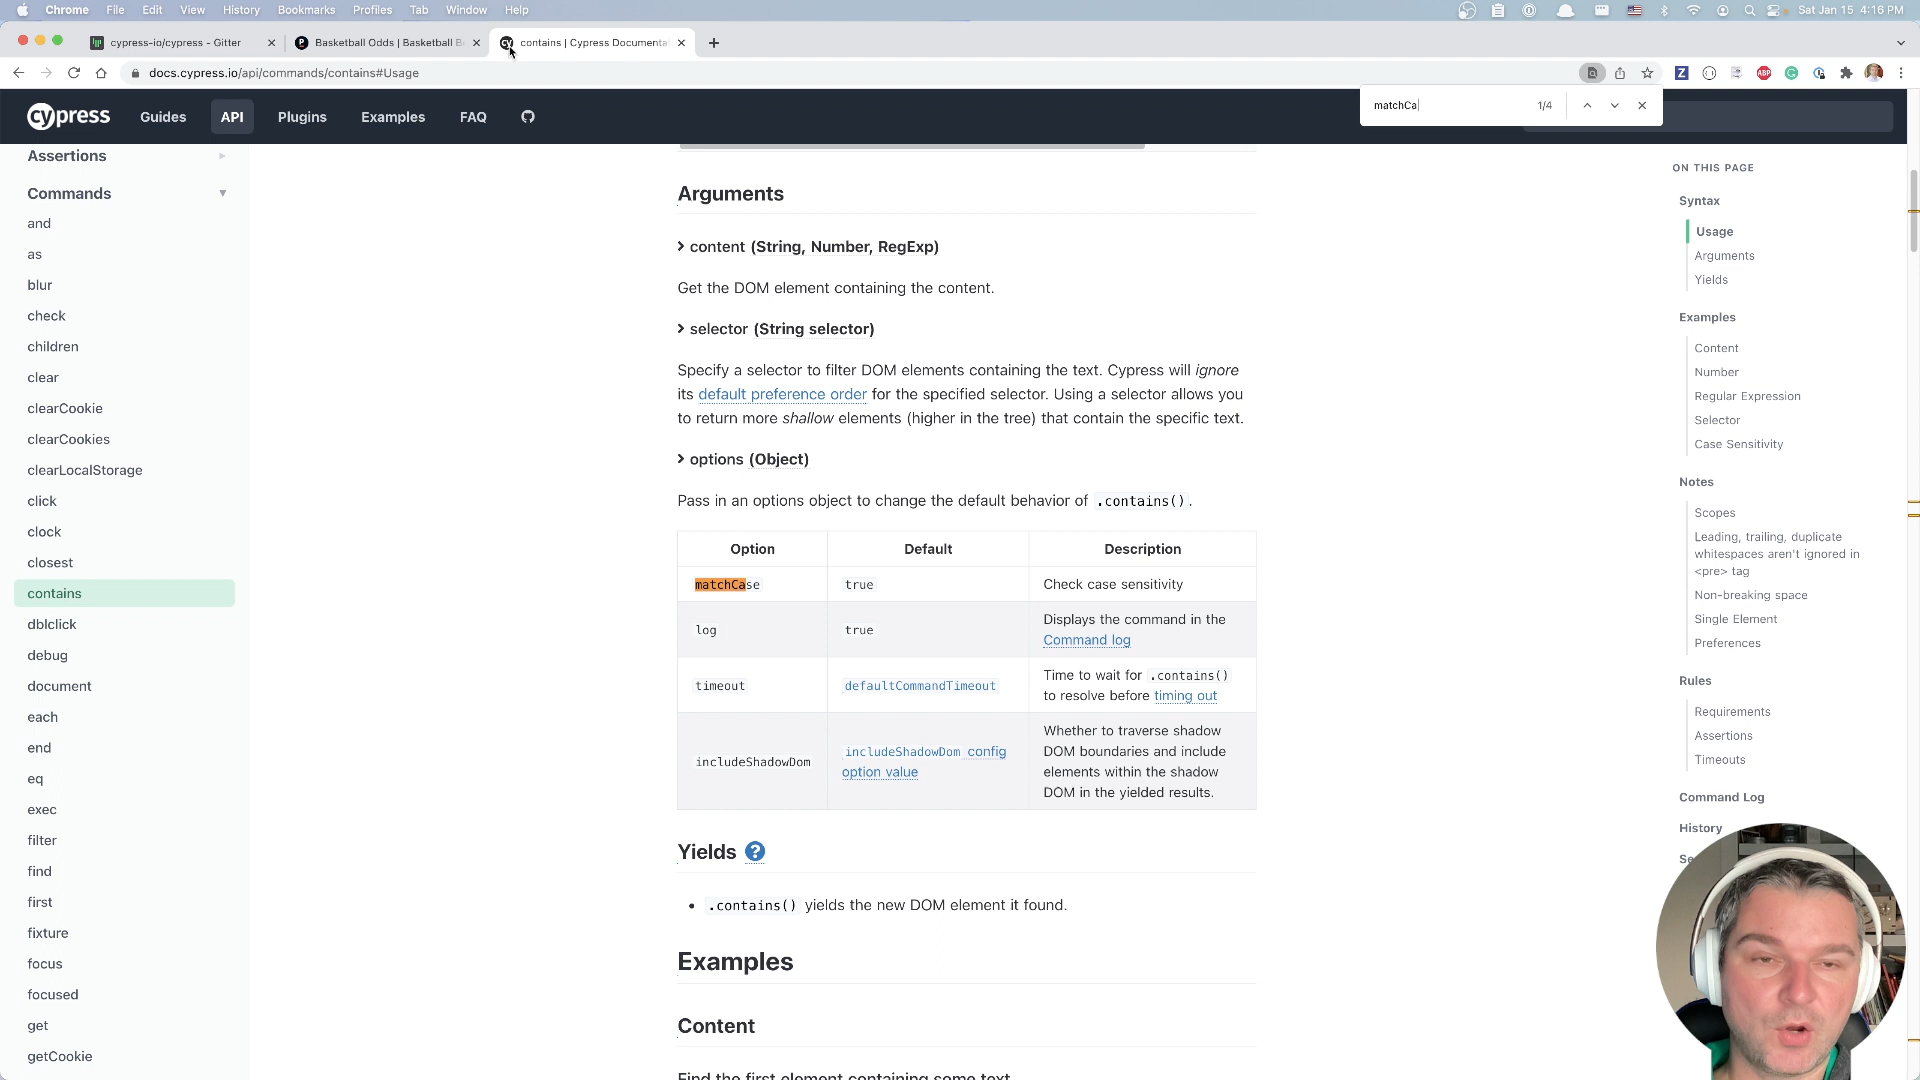 Chrome File Edit View History Bookmarks Profiles Tab Window Help Sat Jan 15 4:16 PM
cypress-io/cypress - Gitter Basketball Odds | Basketball B contains | Cypress Documenta
docs.cypress.io/api/commands/contains#Usage
matchCa 1/4
cypress Guides API Plugins Examples FAQ
Assertions
Commands
and
as
blur
check
children
clear
clearCookie
clearCookies
clearLocalStorage
click
clock
closest
contains
dblclick
debug
document
each
end
eq
exec
filter
find
first
fixture
focus
focused
get
getCookie
Arguments
content (String, Number, RegExp)
Get the DOM element containing the content.
selector (String selector)
Specify a selector to filter DOM elements containing the text. Cypress will ignore
its default preference order for the specified selector. Using a selector allows you
to return more shallow elements (higher in the tree) that contain the specific text.
options (Object)
Pass in an options object to change the default behavior of .contains().
Option Default Description
matchCase true Check case sensitivity
log true Displays the command in the
Command log
timeout defaultCommandTimeout Time to wait for .contains()
to resolve before timing out
includeShadowDom includeShadowDom config
option value
Whether to traverse shadow
DOM boundaries and include
elements within the shadow
DOM in the yielded results.
Yields ?
• .contains() yields the new DOM element it found.
Examples
Content
Find the first element containing some text
ON THIS PAGE
Syntax
Usage
Arguments
Yields
Examples
Content
Number
Regular Expression
Selector
Case Sensitivity
Notes
Scopes
Leading, trailing, duplicate
whitespaces aren't ignored in
<pre> tag
Non-breaking space
Single Element
Preferences
Rules
Requirements
Assertions
Timeouts
Command Log
History
Se